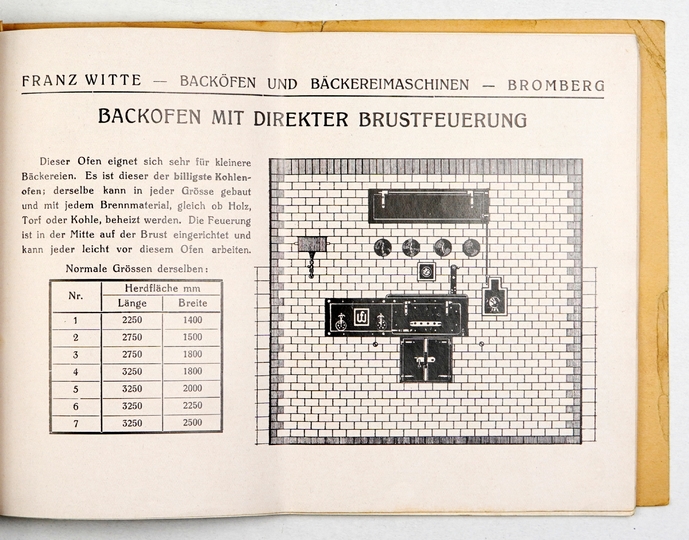 FRANZ WITTE — BACKÖFEN UND BÄCKEREIMASCHINEN — BROMBERG
BACKOFEN MIT DIREKTER BRUSTFEUERUNG
Dieser Ofen eignet sich sehr für kleinere
Bäckereien. Es ist dieser der billigste Kohlen-
ofen; derselbe kann in jeder Grösse gebaut
und mit jedem Brennmaterial, gleich ob Holz,
Torf oder Kohle, beheizt werden. Die Feuerung
ist in der Mitte auf der Brust eingerichtet und
kann jeder leicht vor diesem Ofen arbeiten.
Normale Grössen derselben:
Nr. Herdfläche mm
Länge Breite
1 2250 1400
2 2750 1500
3 2750 1800
4 3250 1800
5 3250 2000
6 3250 2250
7 3250 2500